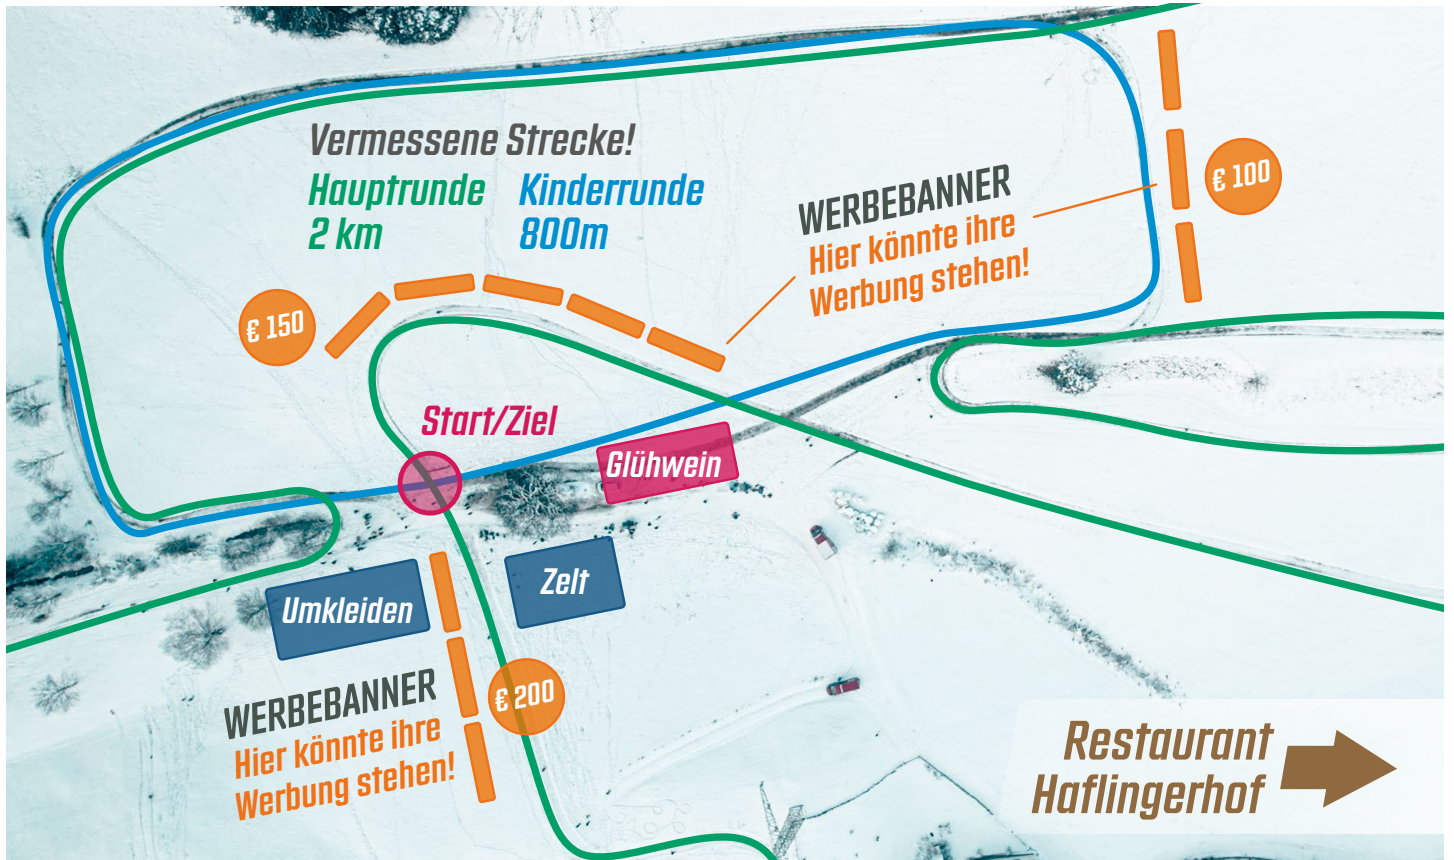 Vermessene Strecke!
Hauptrunde
2 km
Kinderrunde
800m
WERBEBANNER
Hier könnte ihre
Werbung stehen!
€ 100
€ 150
Start/Ziel
Glühwein
Zelt
Umkleiden
€ 200
WERBEBANNER
Hier könnte ihre
Werbung stehen!
Restaurant
Haflingerhof